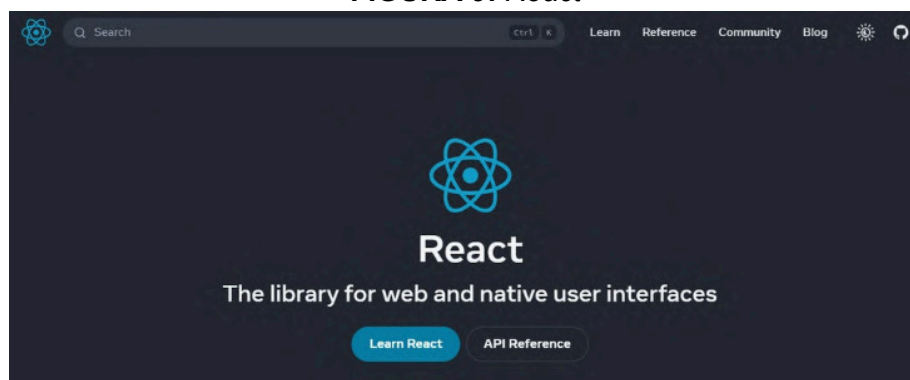 Search
Ctrl K
Learn
Reference
Community
Blog
React
The library for web and native user interfaces
Learn React
API Reference